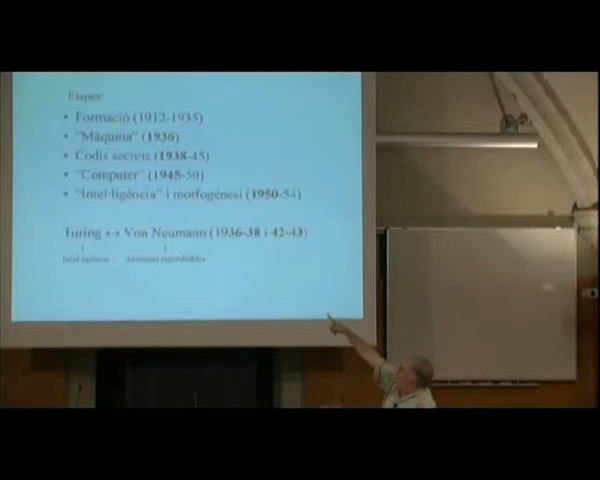 Etapes:
• Formació (1912-1935)
• "Màquina" (1936)
• Codis secrets (1938-45)
• "Computer" (1945-50)
• "Intel·ligència" i morfogènesi (1950-54)
Turing ↔ Von Neumann (1936-38 i 42-43)